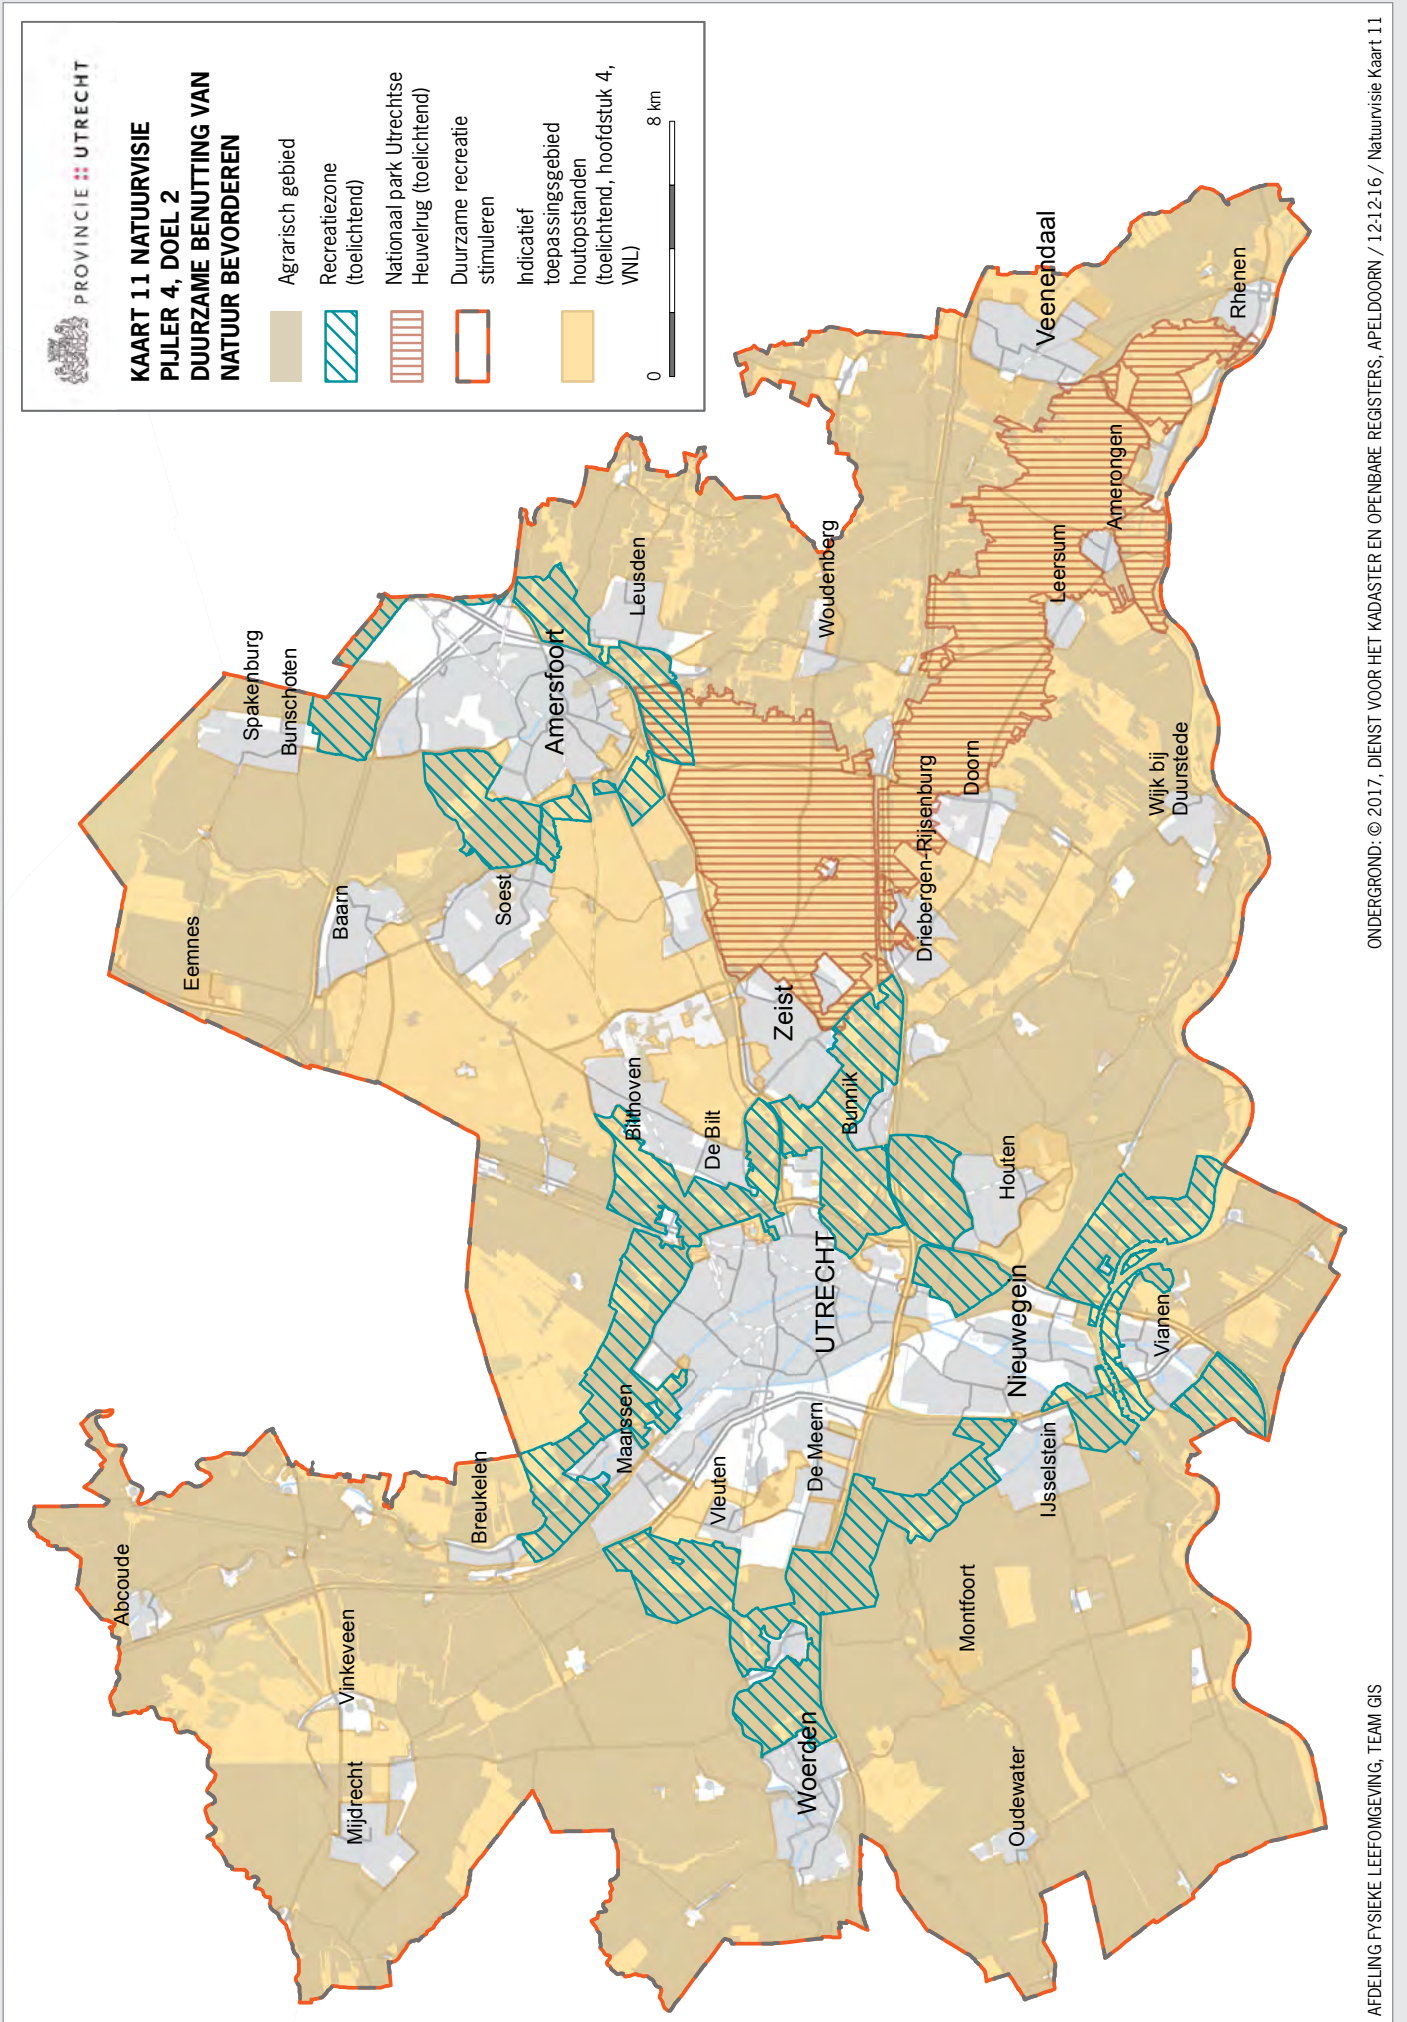 PROVINCIE :: UTRECHT
KAART 11 NATUURVISIE
PIJLER 4, DOEL 2
DUURZAME BENUTTING VAN
NATUUR BEVORDEREN
Agrarisch gebied
Recreatiezone
(toelichtend)
Nationaal park Utrechtse
Heuvelrug (toelichtend)
Duurzame recreatie
stimuleren
Indicatief
toepassingsgebied
houtopstanden
(toelichtend, hoofdstuk 4,
VNL)
0
8 km
Abcoude
Eemnes
Spakenburg
Bunschoten
Baarn
Vinkeveen
Mijdrecht
Breukelen
Soest
Amersfoort
Leusden
Maarssen
Bilthoven
De Bilt
Vleuten
Zeist
Woudenberg
De Meern
UTRECHT
Bunnik
Woerden
Driebergen-Rijsenburg
Doorn
Veenendaal
Montfoort
Houten
Nieuwegein
Leersum
Amerongen
Oudewater
IJsselstein
Vianen
Wijk bij
Duurstede
Rhenen
AFDELING FYSIEKE LEEFOMGEVING, TEAM GIS
ONDERGROND: © 2017, DIENST VOOR HET KADASTER EN OPENBARE REGISTERS, APELDOORN / 12-12-16 / Natuurvisie Kaart 11